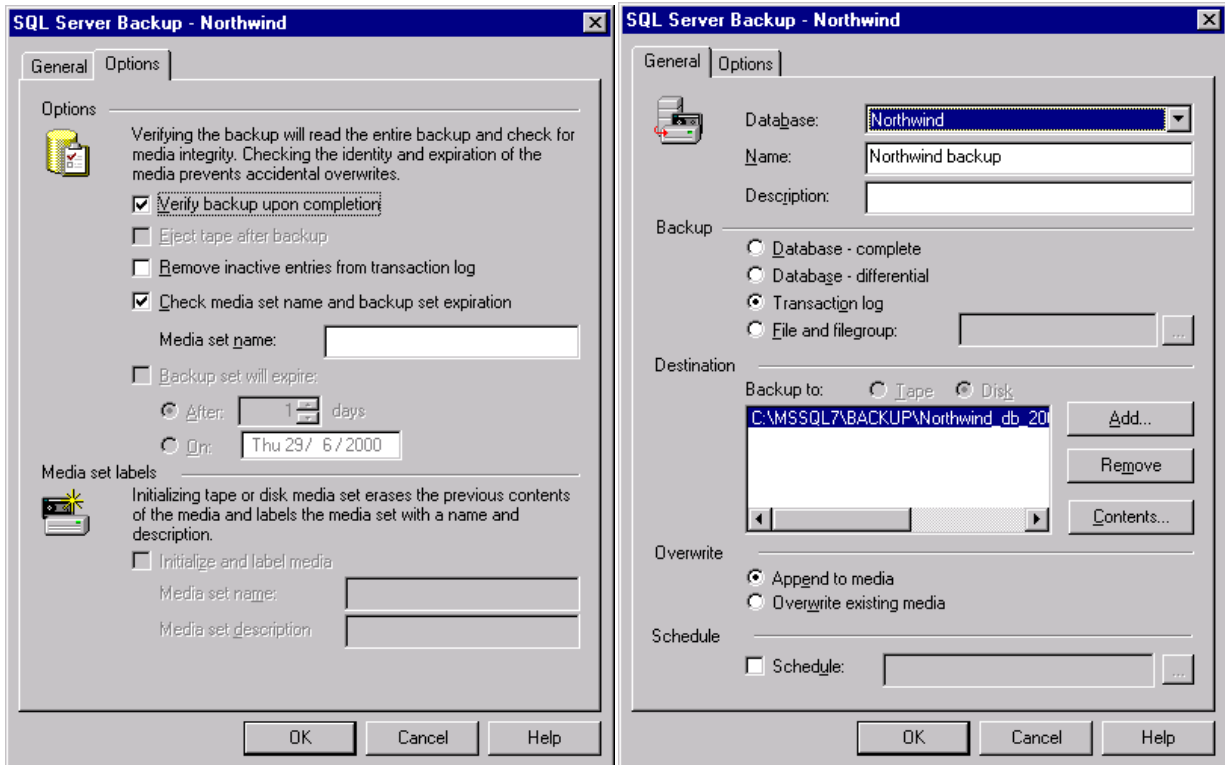 SQL Server Backup - Northwind
General
Options
Options
Verifying the backup will read the entire backup and check for
media integrity. Checking the identity and expiration of the
media prevents accidental overwrites.
Verify backup upon completion
Eject tape after backup
Remove inactive entries from transaction log
Check media set name and backup set expiration
Media set name:
Backup set will expire:
After: 1 days
On: Thu 29/ 6/2000
Media set labels
Initializing tape or disk media set erases the previous contents
of the media and labels the media set with a name and
description.
Initialize and label media
Media set name:
Media set description
OK Cancel Help
SQL Server Backup - Northwind
General
Options
Database: Northwind
Name: Northwind backup
Description:
Backup
Database - complete
Database - differential
Transaction log
File and filegroup: ...
Destination
Backup to: Tape Disk
C:\MSSQL7\BACKUP\Northwind_db_200
Add...
Remove
Contents...
Overwrite
Append to media
Overwrite existing media
Schedule
Schedule: ...
OK Cancel Help